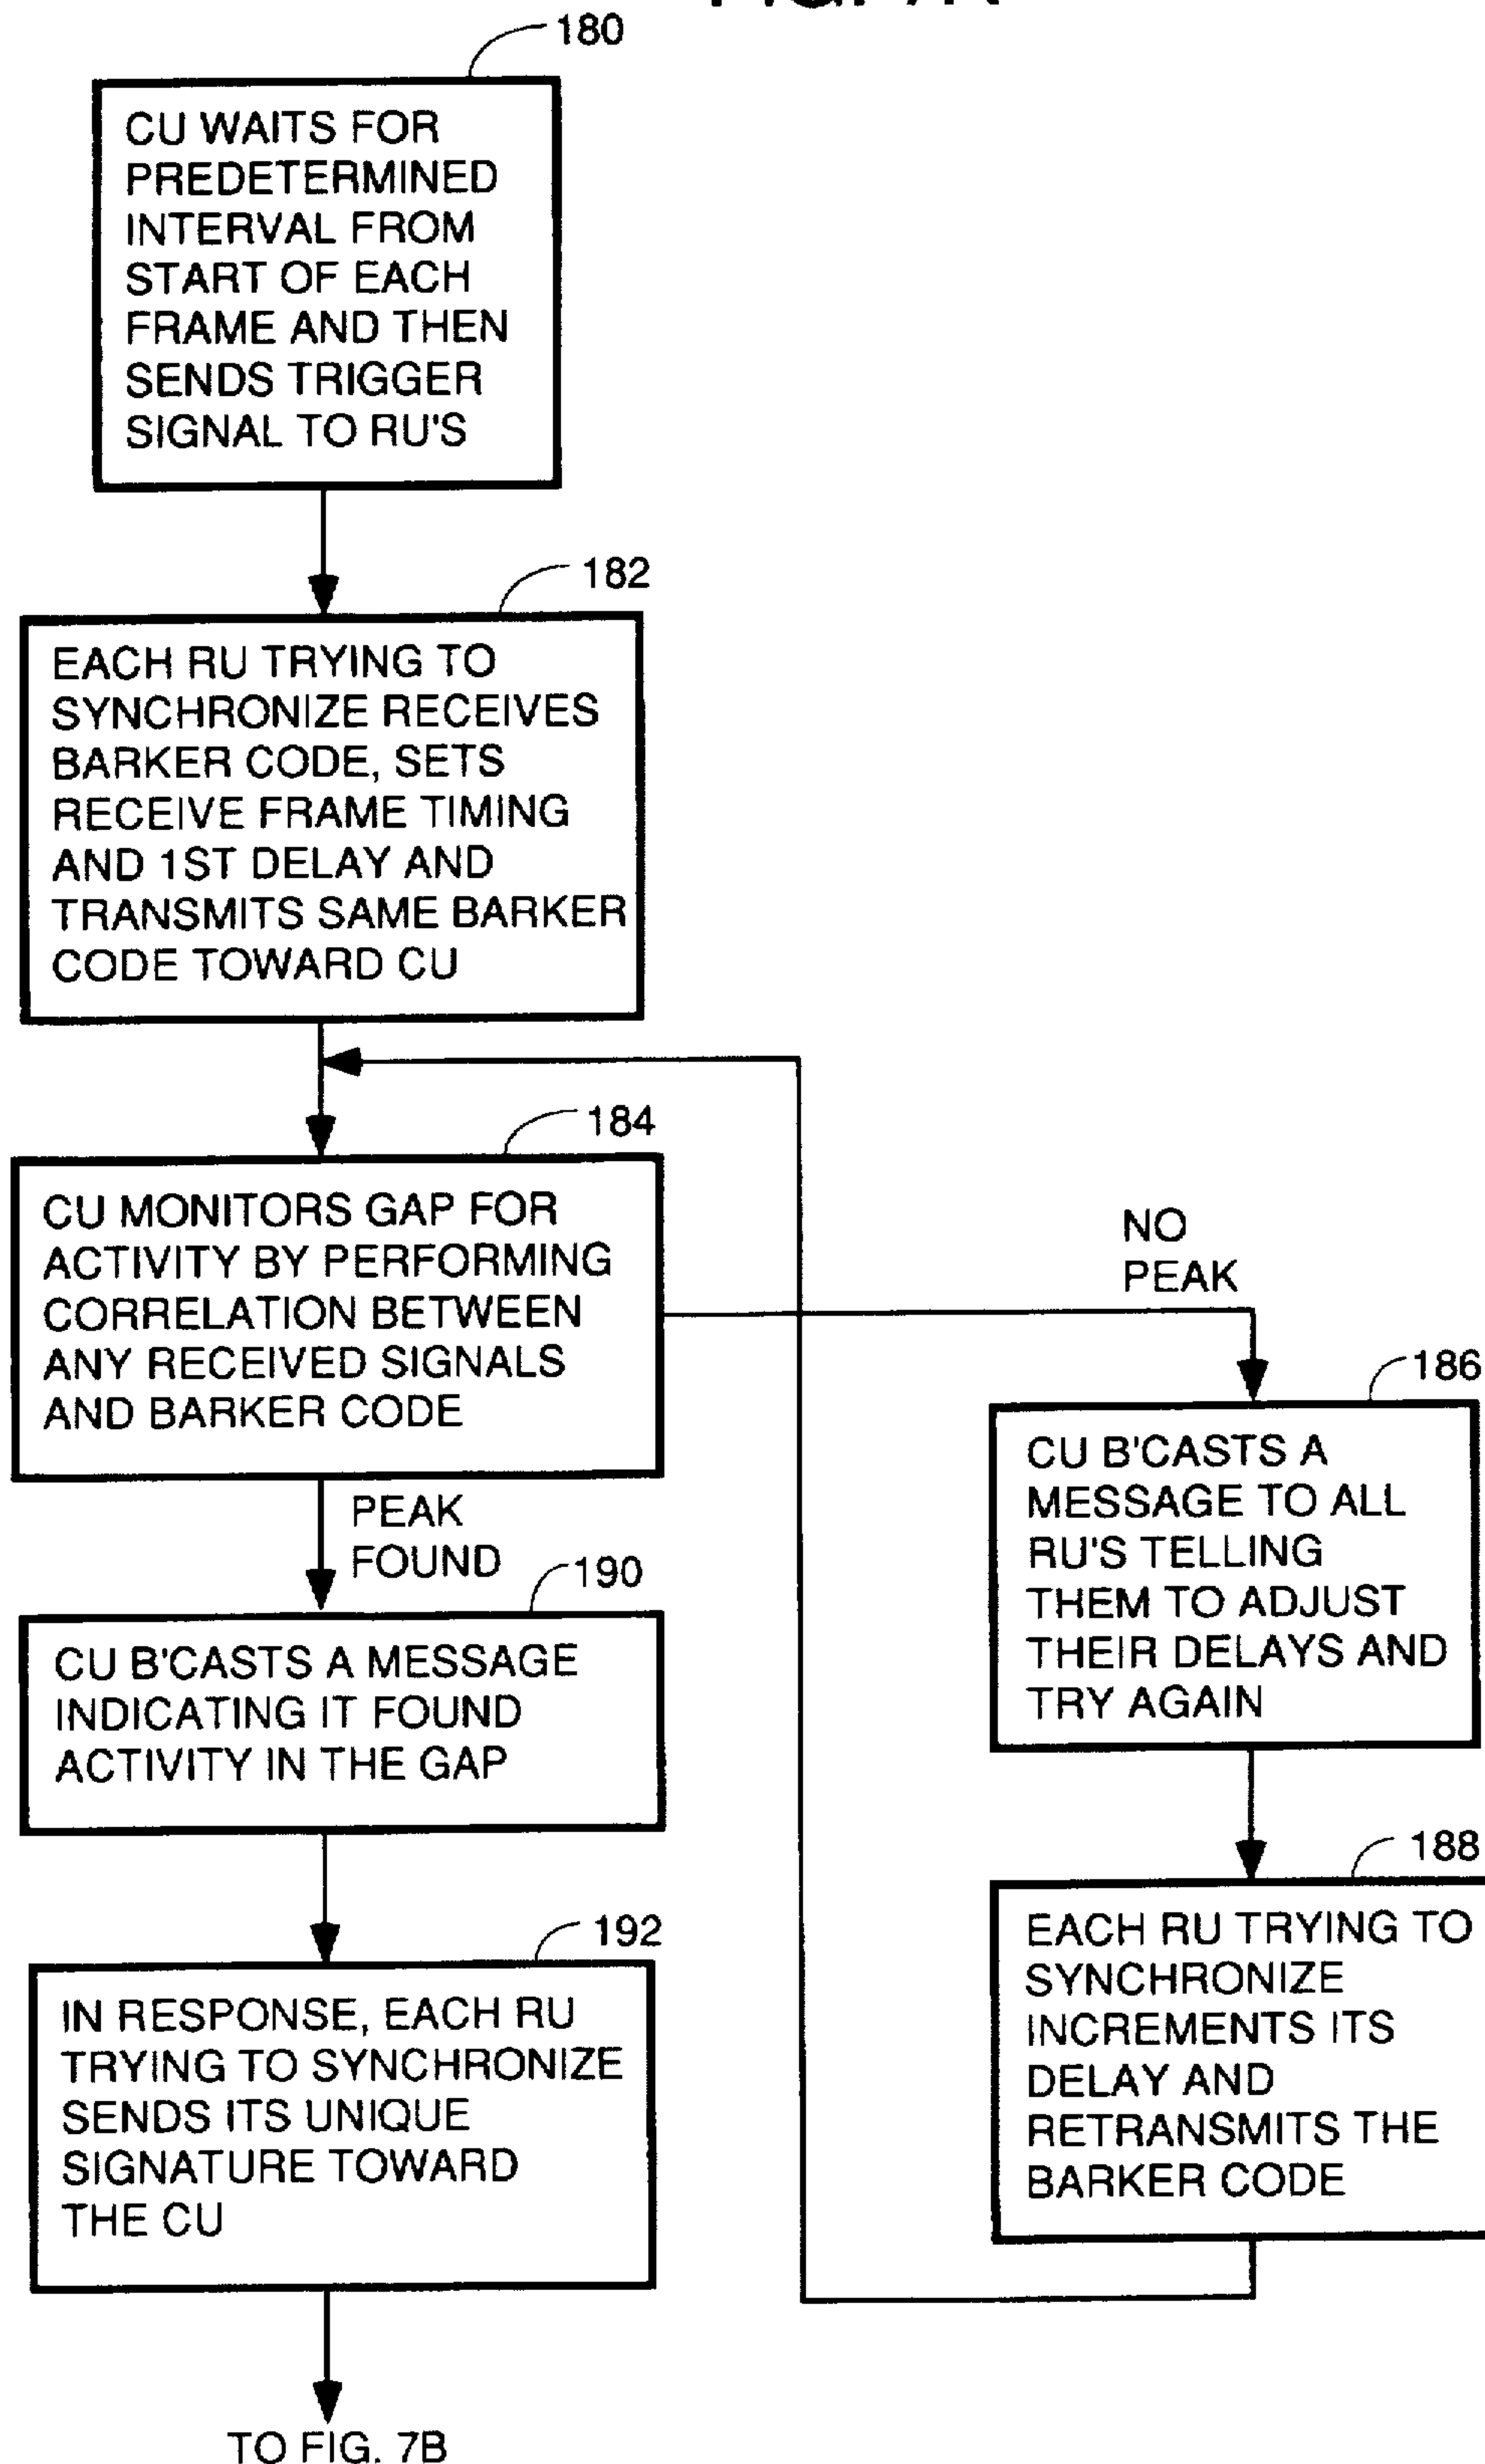 180
CU WAITS FOR
PREDETERMINED
INTERVAL FROM
START OF EACH
FRAME AND THEN
SENDS TRIGGER
SIGNAL TO RU'S
182
EACH RU TRYING TO
SYNCHRONIZE RECEIVES
BARKER CODE, SETS
RECEIVE FRAME TIMING
AND 1ST DELAY AND
TRANSMITS SAME BARKER
CODE TOWARD CU
184
CU MONITORS GAP FOR
ACTIVITY BY PERFORMING
CORRELATION BETWEEN
ANY RECEIVED SIGNALS
AND BARKER CODE
NO
PEAK
186
CU B'CASTS A
MESSAGE TO ALL
RU'S TELLING
THEM TO ADJUST
THEIR DELAYS AND
TRY AGAIN
188
EACH RU TRYING TO
SYNCHRONIZE
INCREMENTS ITS
DELAY AND
RETRANSMITS THE
BARKER CODE
PEAK
FOUND
190
CU B'CASTS A MESSAGE
INDICATING IT FOUND
ACTIVITY IN THE GAP
192
IN RESPONSE, EACH RU
TRYING TO SYNCHRONIZE
SENDS ITS UNIQUE
SIGNATURE TOWARD
THE CU
TO FIG. 7B